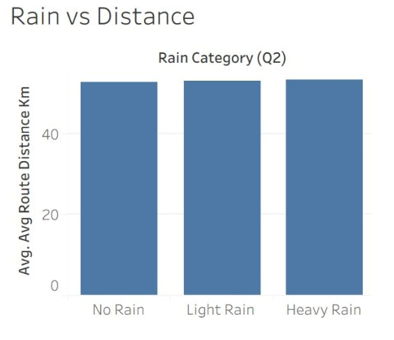 Rain vs Distance
Rain Category (Q2)
Avg. Avg Route Distance Km
40
20
0
No Rain Light Rain Heavy Rain